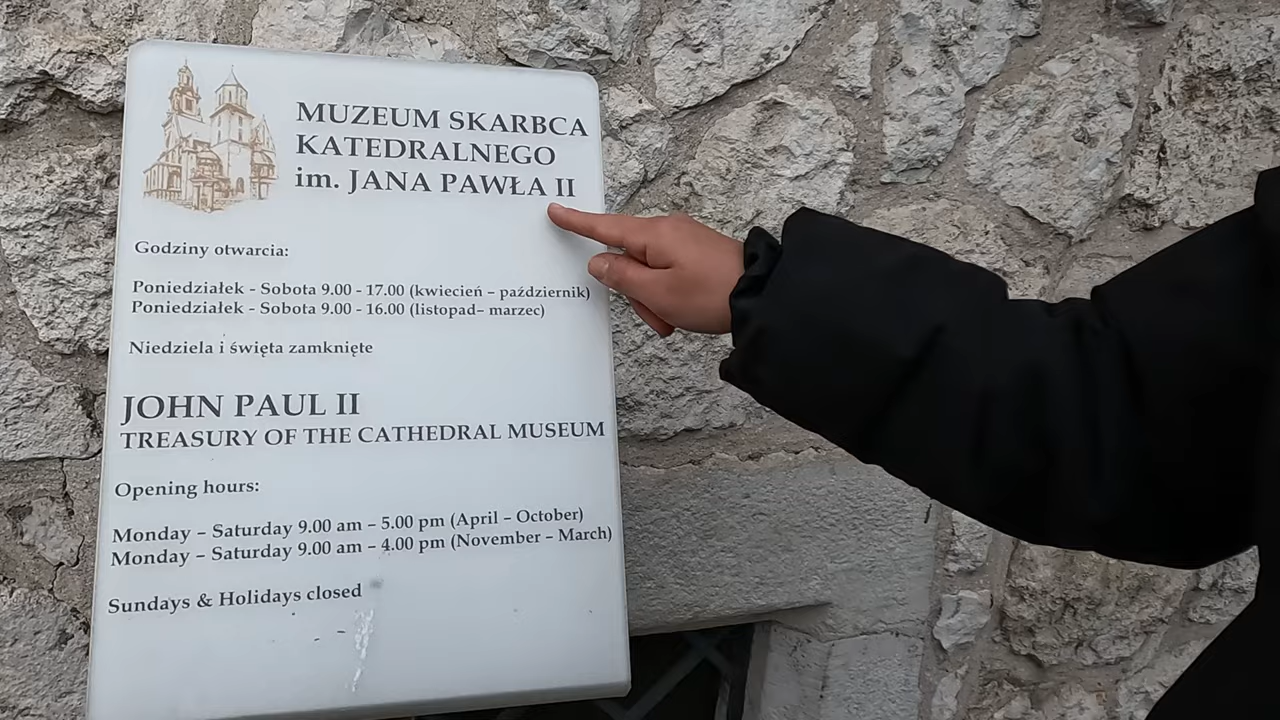 MUZEUM SKARBCA
KATEDRALNEGO
im. JANA PAWŁA II
Godziny otwarcia:
Poniedziałek - Sobota 9.00 - 17.00 (kwiecień – październik)
Poniedziałek - Sobota 9.00 - 16.00 (listopad– marzec)
Niedziela i święta zamknięte
JOHN PAUL II
TREASURY OF THE CATHEDRAL MUSEUM
Opening hours:
Monday – Saturday 9.00 am – 5.00 pm (April – October)
Monday – Saturday 9.00 am – 4.00 pm (November – March)
Sundays & Holidays closed